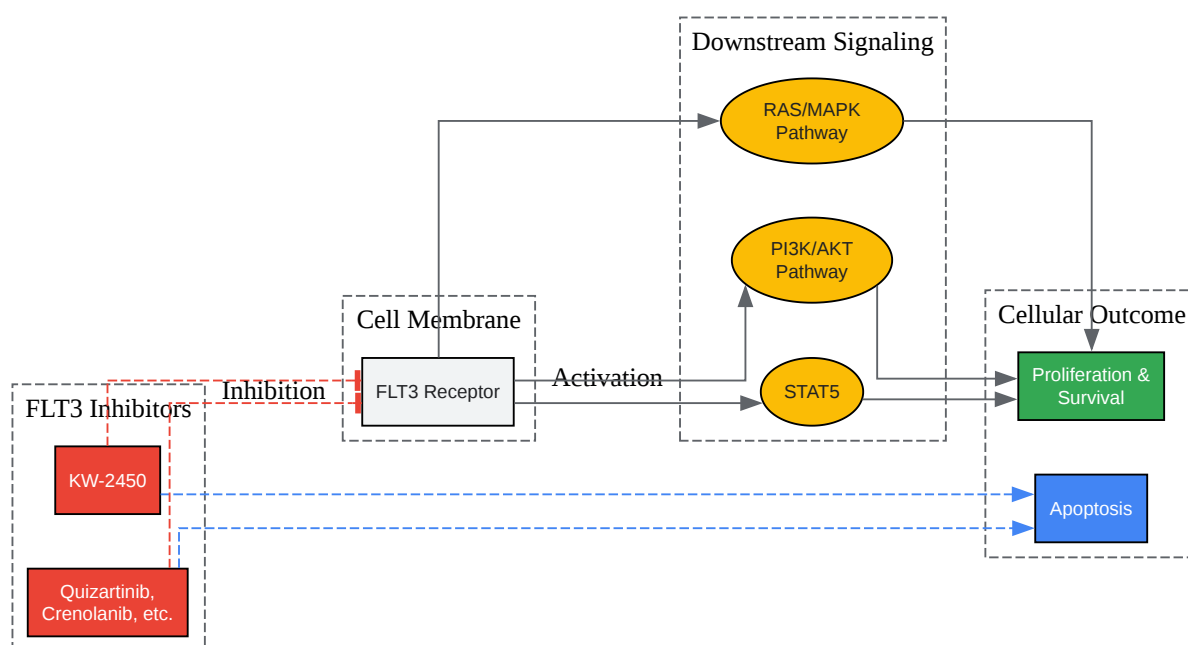 Downstream Signaling
RAS/MAPK
Pathway
PI3K/AKT
Pathway
STAT5
Cell Membrane
FLT3 Receptor
Activation
Inhibition
FLT3 Inhibitors
KW-2450
Quizartinib,
Crenolanib, etc.
Cellular Outcome
Proliferation &
Survival
Apoptosis